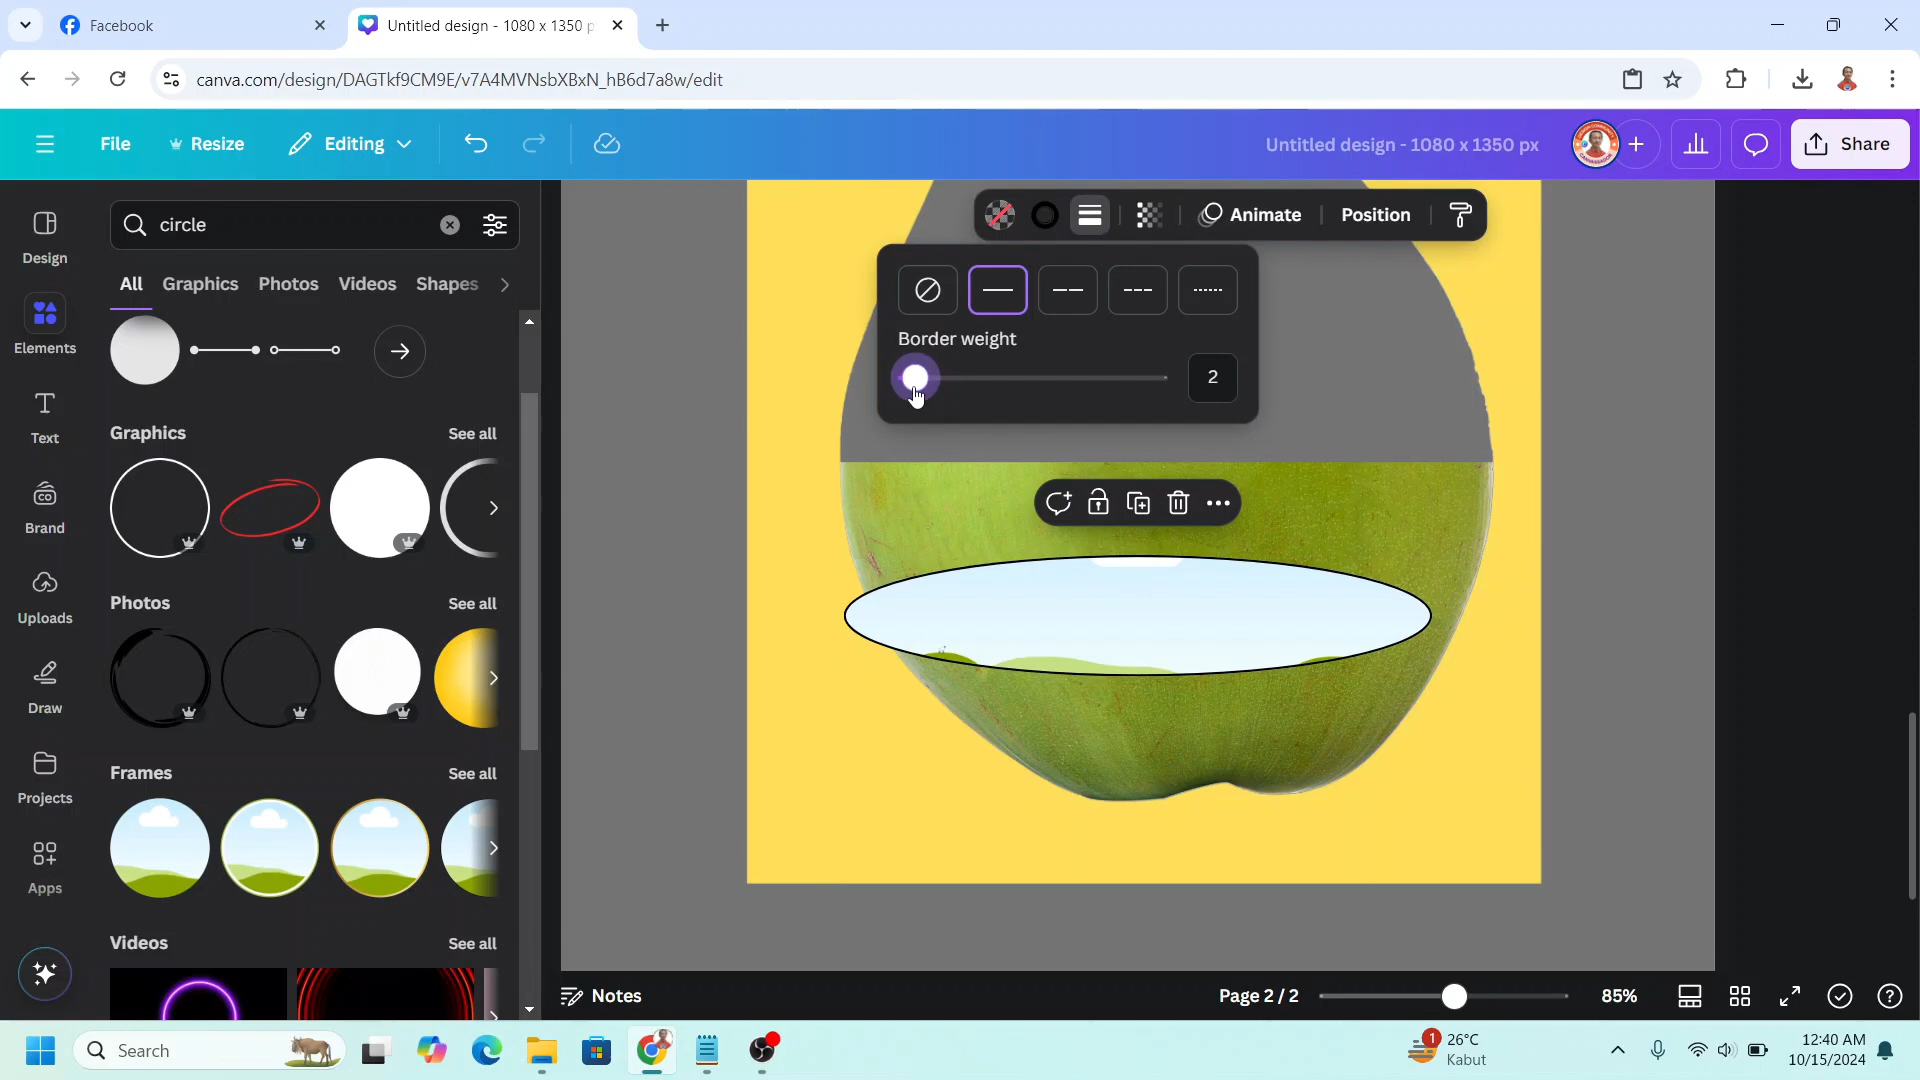 Facebook
Untitled design - 1080 x 1350 p
canva.com/design/DAGTkf9CM9E/v7A4MVNsbXBxN_hB6d7a8w/edit
File
Resize
Editing
Untitled design - 1080 x 1350 px
Share
Design
Elements
Text
Brand
Uploads
Draw
Projects
Apps
circle
All
Graphics
Photos
Videos
Shapes
Graphics
See all
Photos
See all
Frames
See all
Videos
See all
Animate
Position
Border weight
2
Notes
Page 2 / 2
85%
Search
1
26°C
Kabut
12:40 AM
10/15/2024